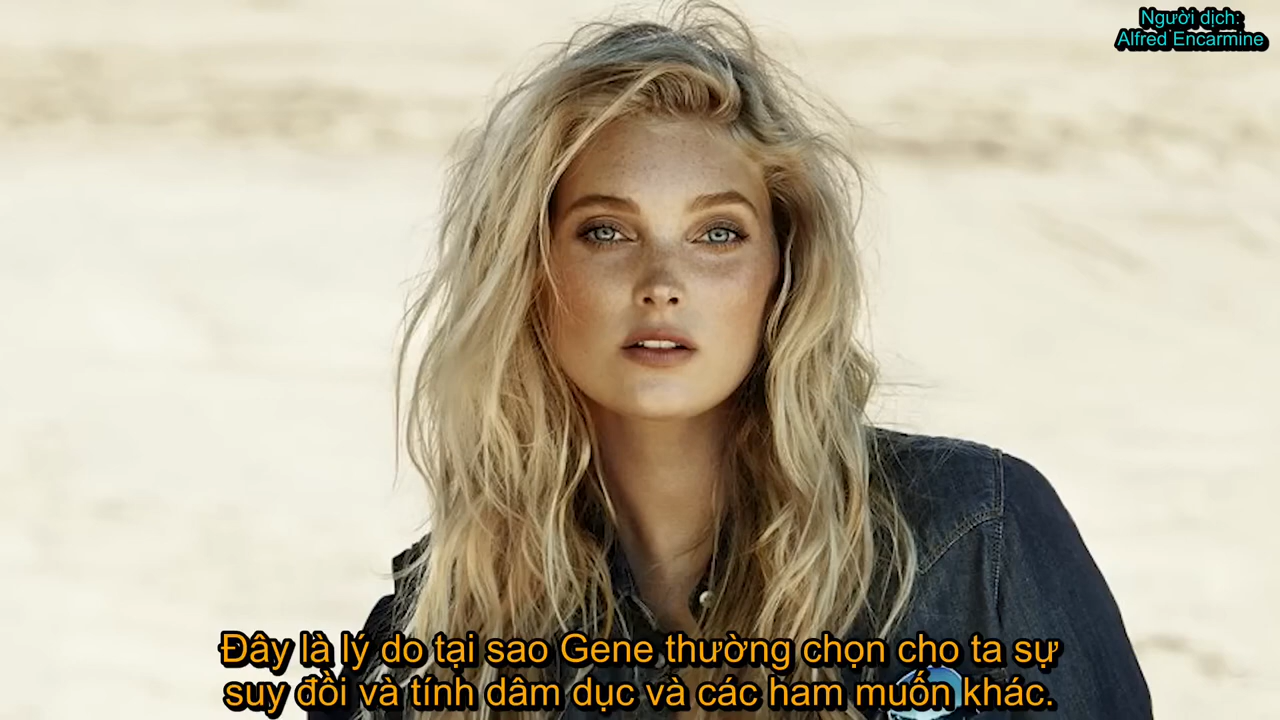 Người dịch:
Alfred Encarmine
Đây là lý do tại sao Gene thường chọn cho ta sự
suy đồi và tính dâm dục và các ham muốn khác.